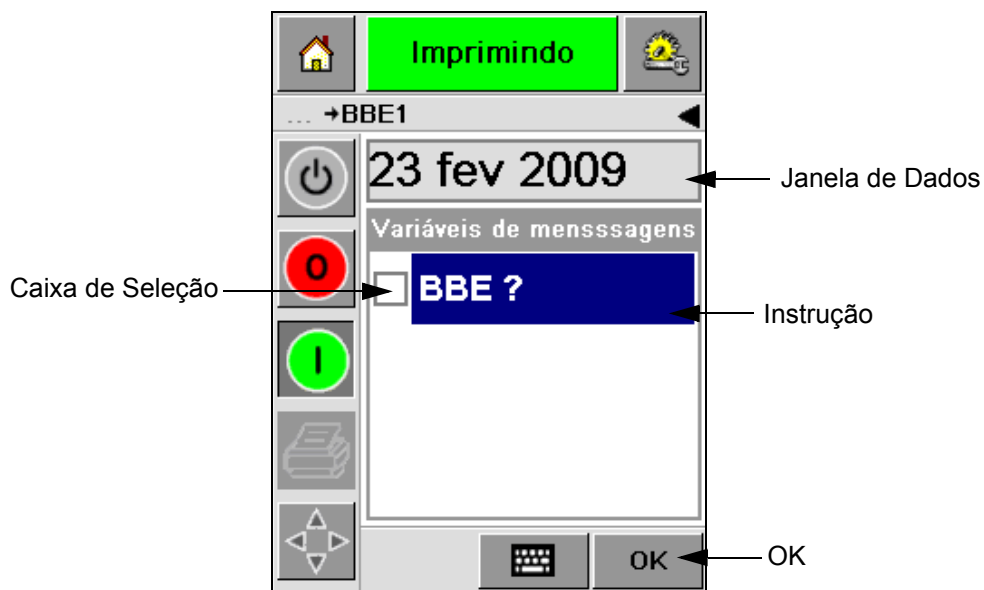 Imprimindo
... →BBE1
23 fev 2009
Janela de Dados
Variáveis de mensssagens
Caixa de Seleção
BBE ?
Instrução
O
I
OK
OK